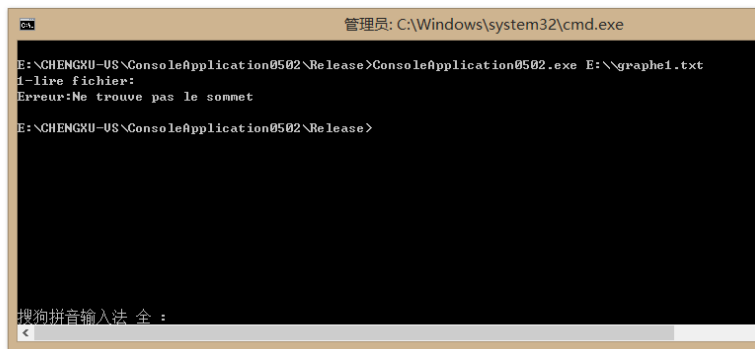 管理员: C:\Windows\system32\cmd.exe
E:\CHENGXU-VS\ConsoleApplication0502\Release>ConsoleApplication0502.exe E:\\graphe1.txt
1-lire fichier:
Erreur:Ne trouve pas le sommet
E:\CHENGXU-VS\ConsoleApplication0502\Release>
搜狗拼音输入法 全 :